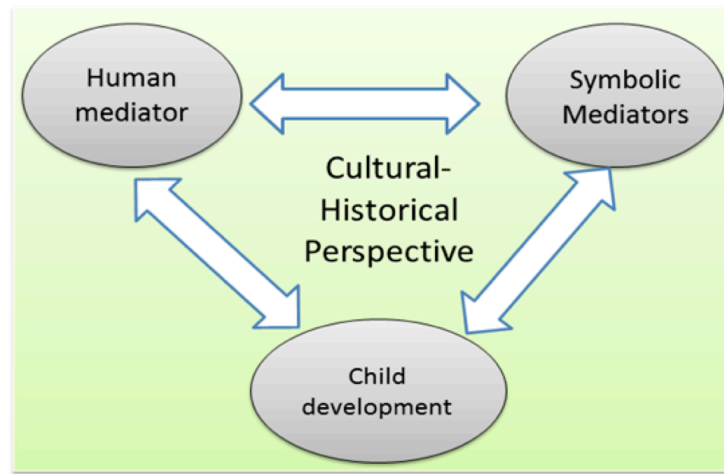 Human
mediator
Symbolic
Mediators
Cultural-
Historical
Perspective
Child
development